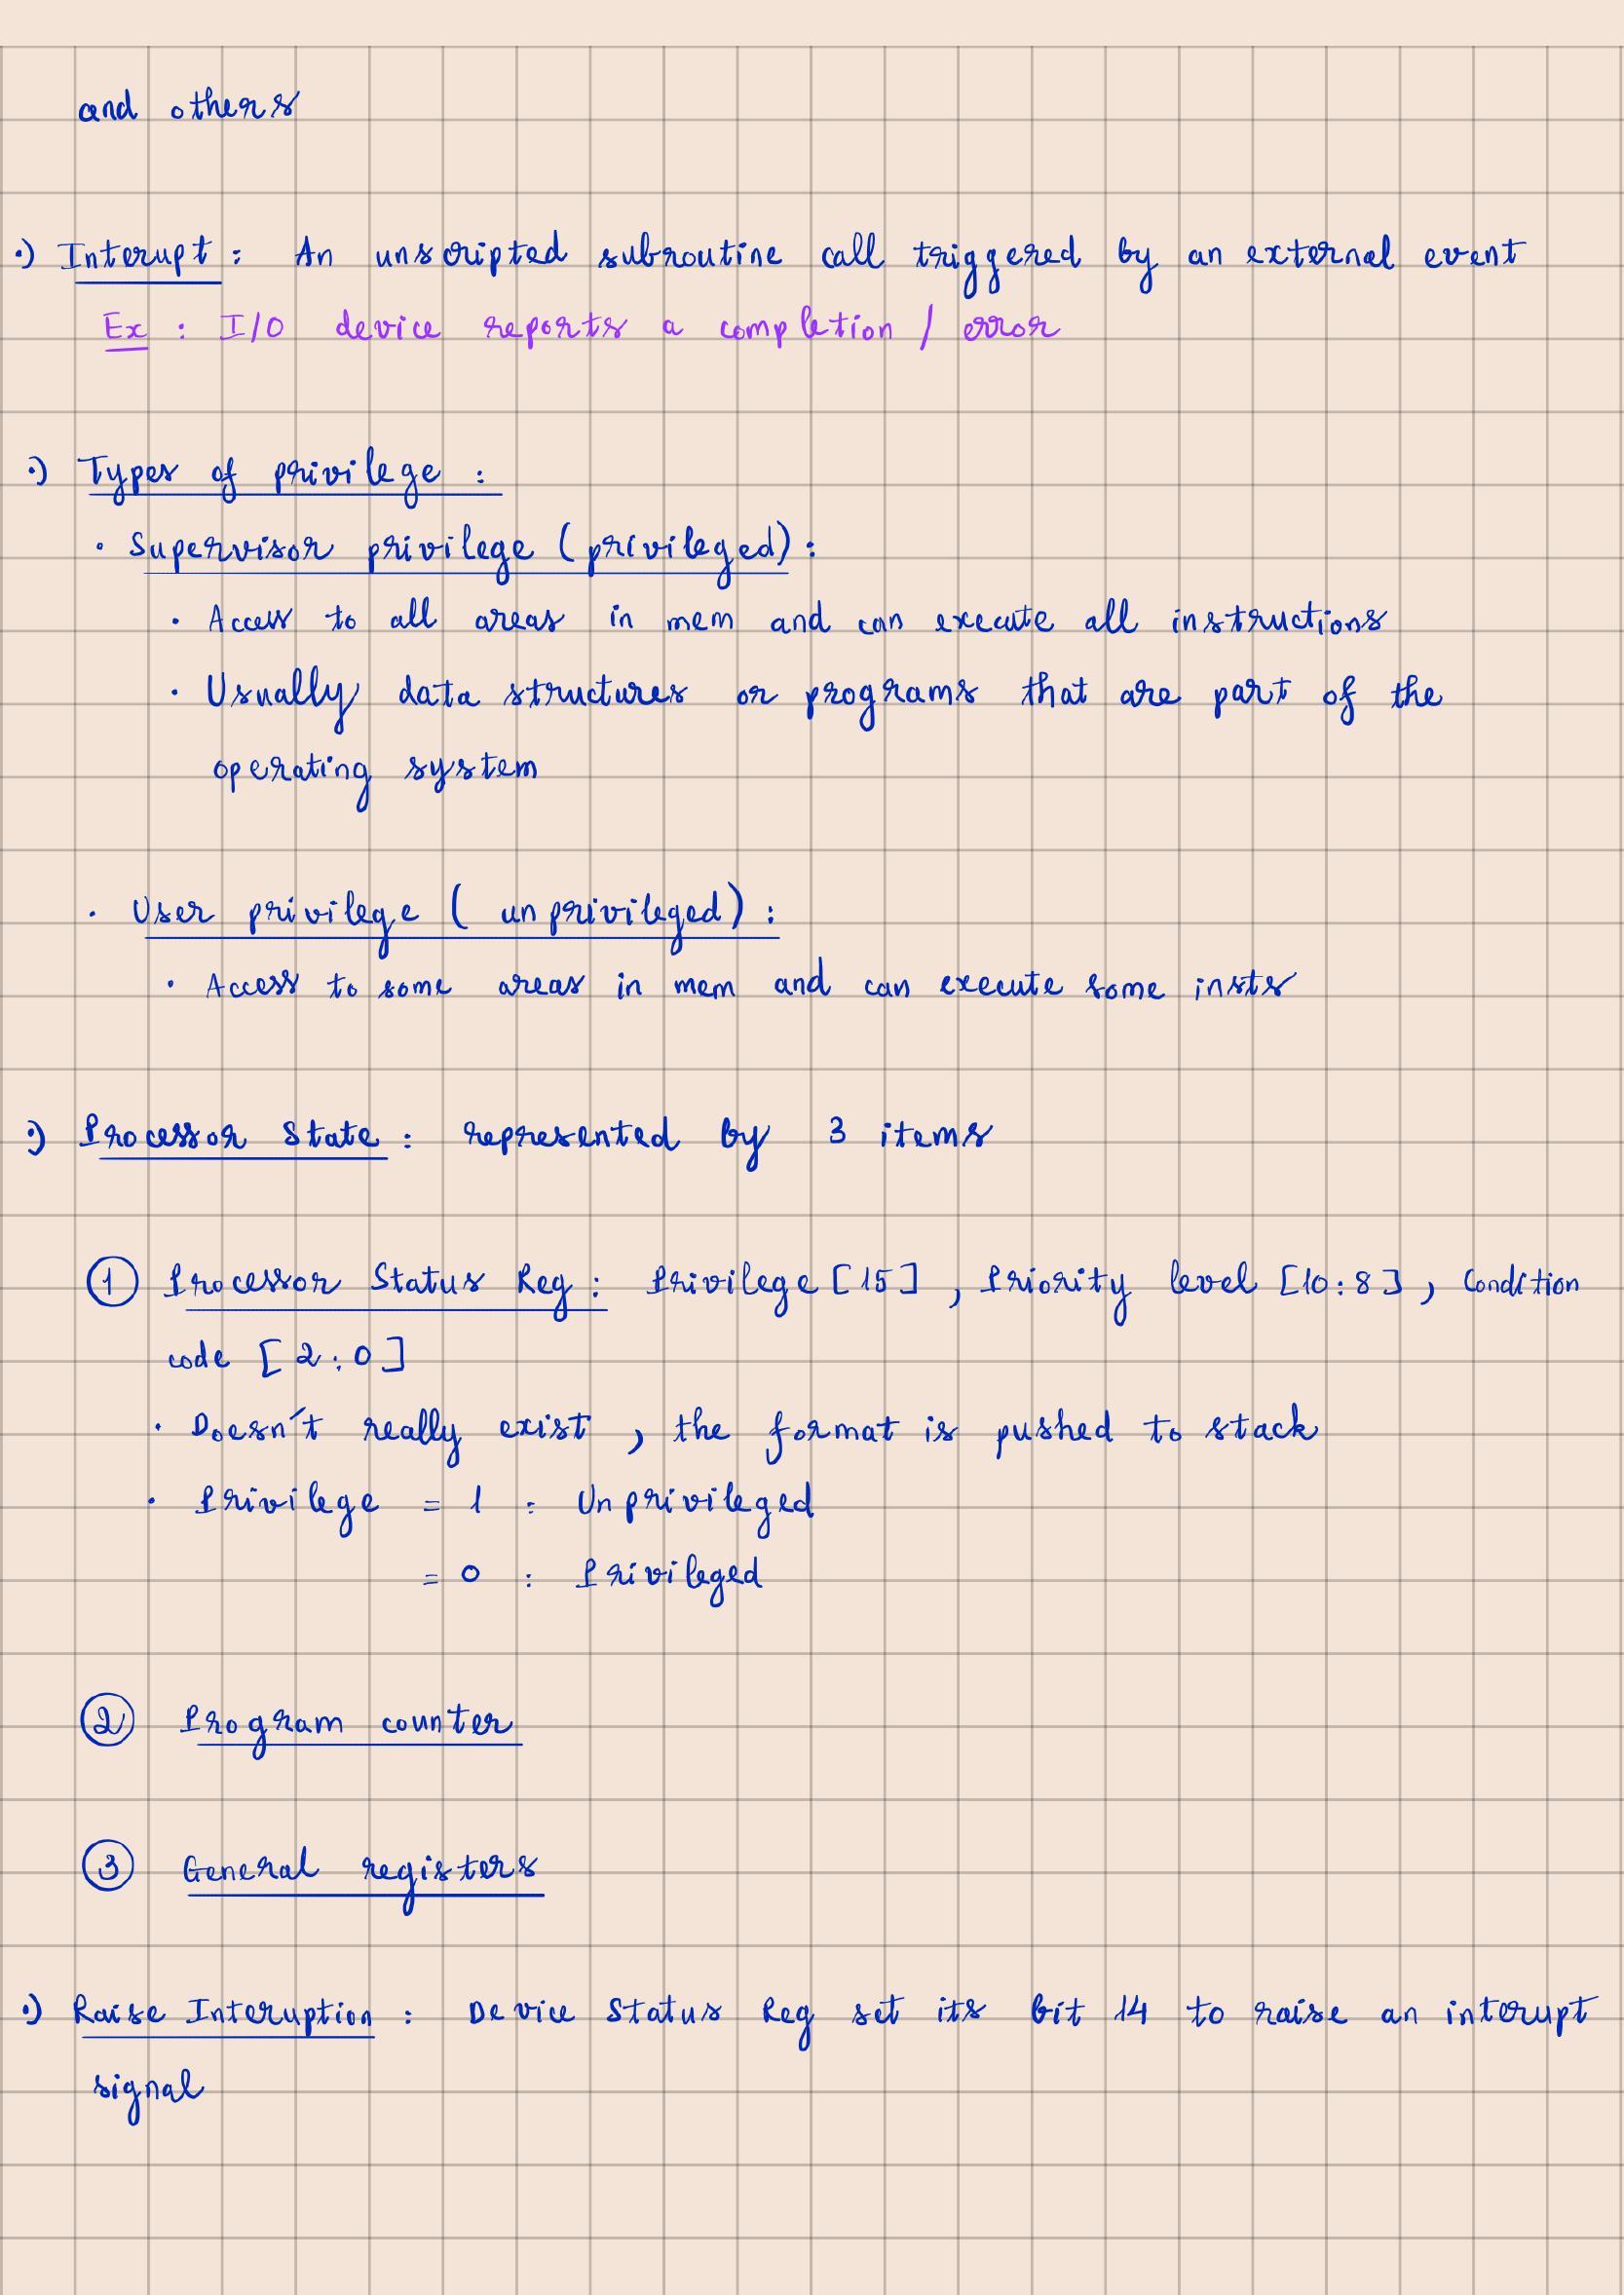 and others
:) Interupt : An unscripted subroutine call triggered by an external event
Ex : I/O device reports a completion / error
:) Types of privilege :
· Supervisor privilege (privileged) :
· Access to all areas in mem and can execute all instructions
· Usually data structures or programs that are part of the
operating system
· User privilege ( unprivileged) :
· Access to some areas in mem and can execute some insts
:) Processor State : represented by 3 items
① Processor Status Reg : Privilege [15] , Priority level [10:8] , Condition
code [2:0]
· Doesn't really exist , the format is pushed to stack
· Privilege = 1 : Unprivileged
= 0 : Privileged
② Program counter
③ General registers
:) Raise Interuption : Device Status Reg set its bit 14 to raise an interupt
signal